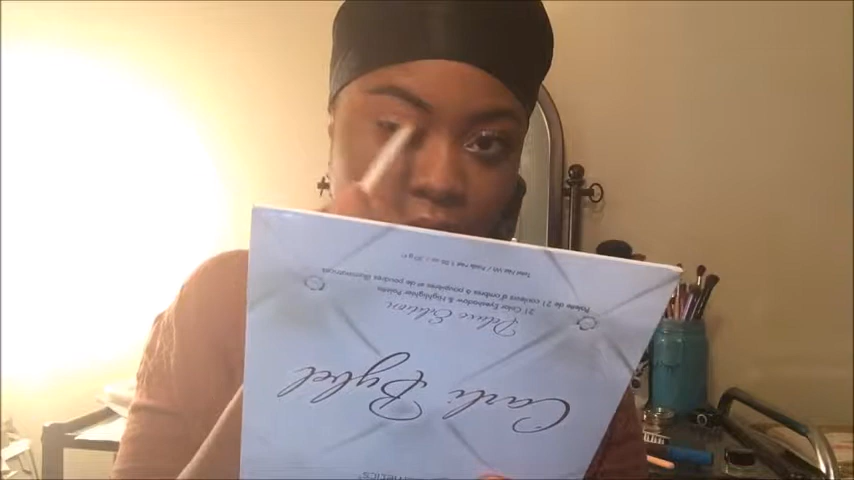 Carli Bybel
Deluxe Edition
21 Color Eyeshadow & Highlighter Palette
Palette de 21 couleurs d'ombres à paupières et de poudres illuminatrices